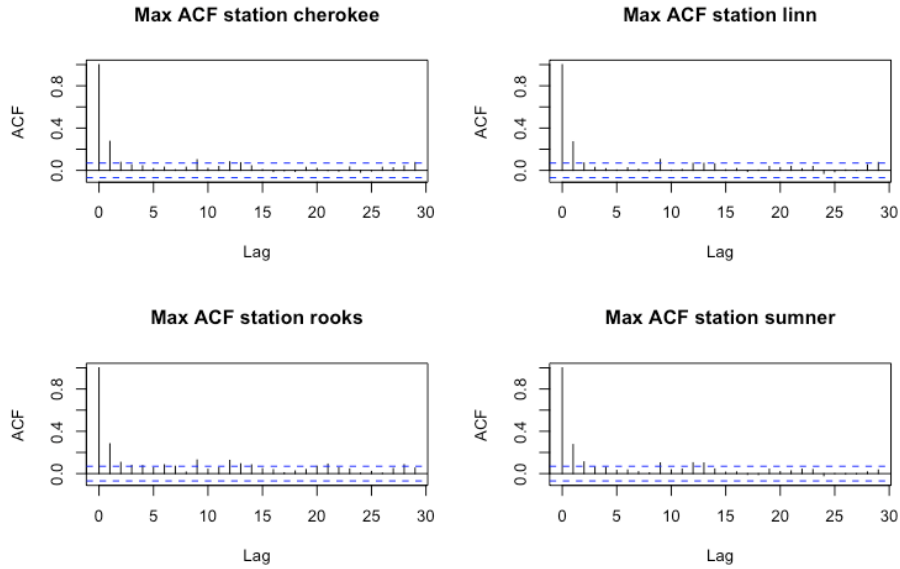 Max ACF station cherokee
ACF
0.0 0.4 0.8
0 5 10 15 20 25 30
Lag
Max ACF station linn
ACF
0.0 0.4 0.8
0 5 10 15 20 25 30
Lag
Max ACF station rooks
ACF
0.0 0.4 0.8
0 5 10 15 20 25 30
Lag
Max ACF station sumner
ACF
0.0 0.4 0.8
0 5 10 15 20 25 30
Lag